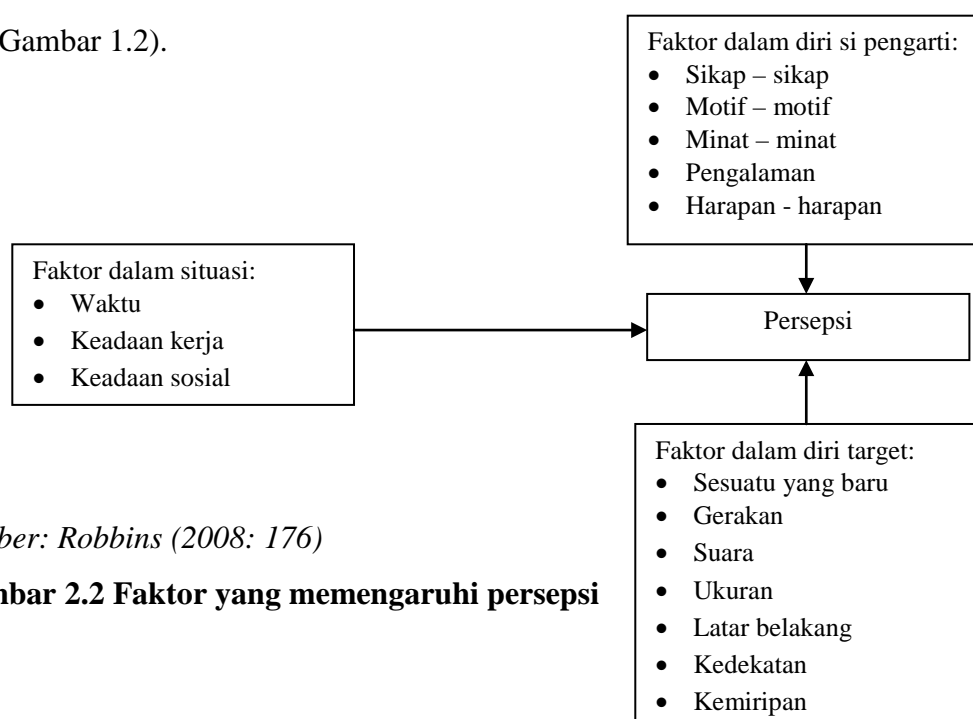 Gambar 1.2).
Faktor dalam diri si pengarti:
• Sikap – sikap
• Motif – motif
• Minat – minat
• Pengalaman
• Harapan - harapan
Faktor dalam situasi:
• Waktu
• Keadaan kerja
• Keadaan sosial
Persepsi
Faktor dalam diri target:
• Sesuatu yang baru
• Gerakan
• Suara
• Ukuran
• Latar belakang
• Kedekatan
• Kemiripan
ber: Robbins (2008: 176)
mbar 2.2 Faktor yang memengaruhi persepsi